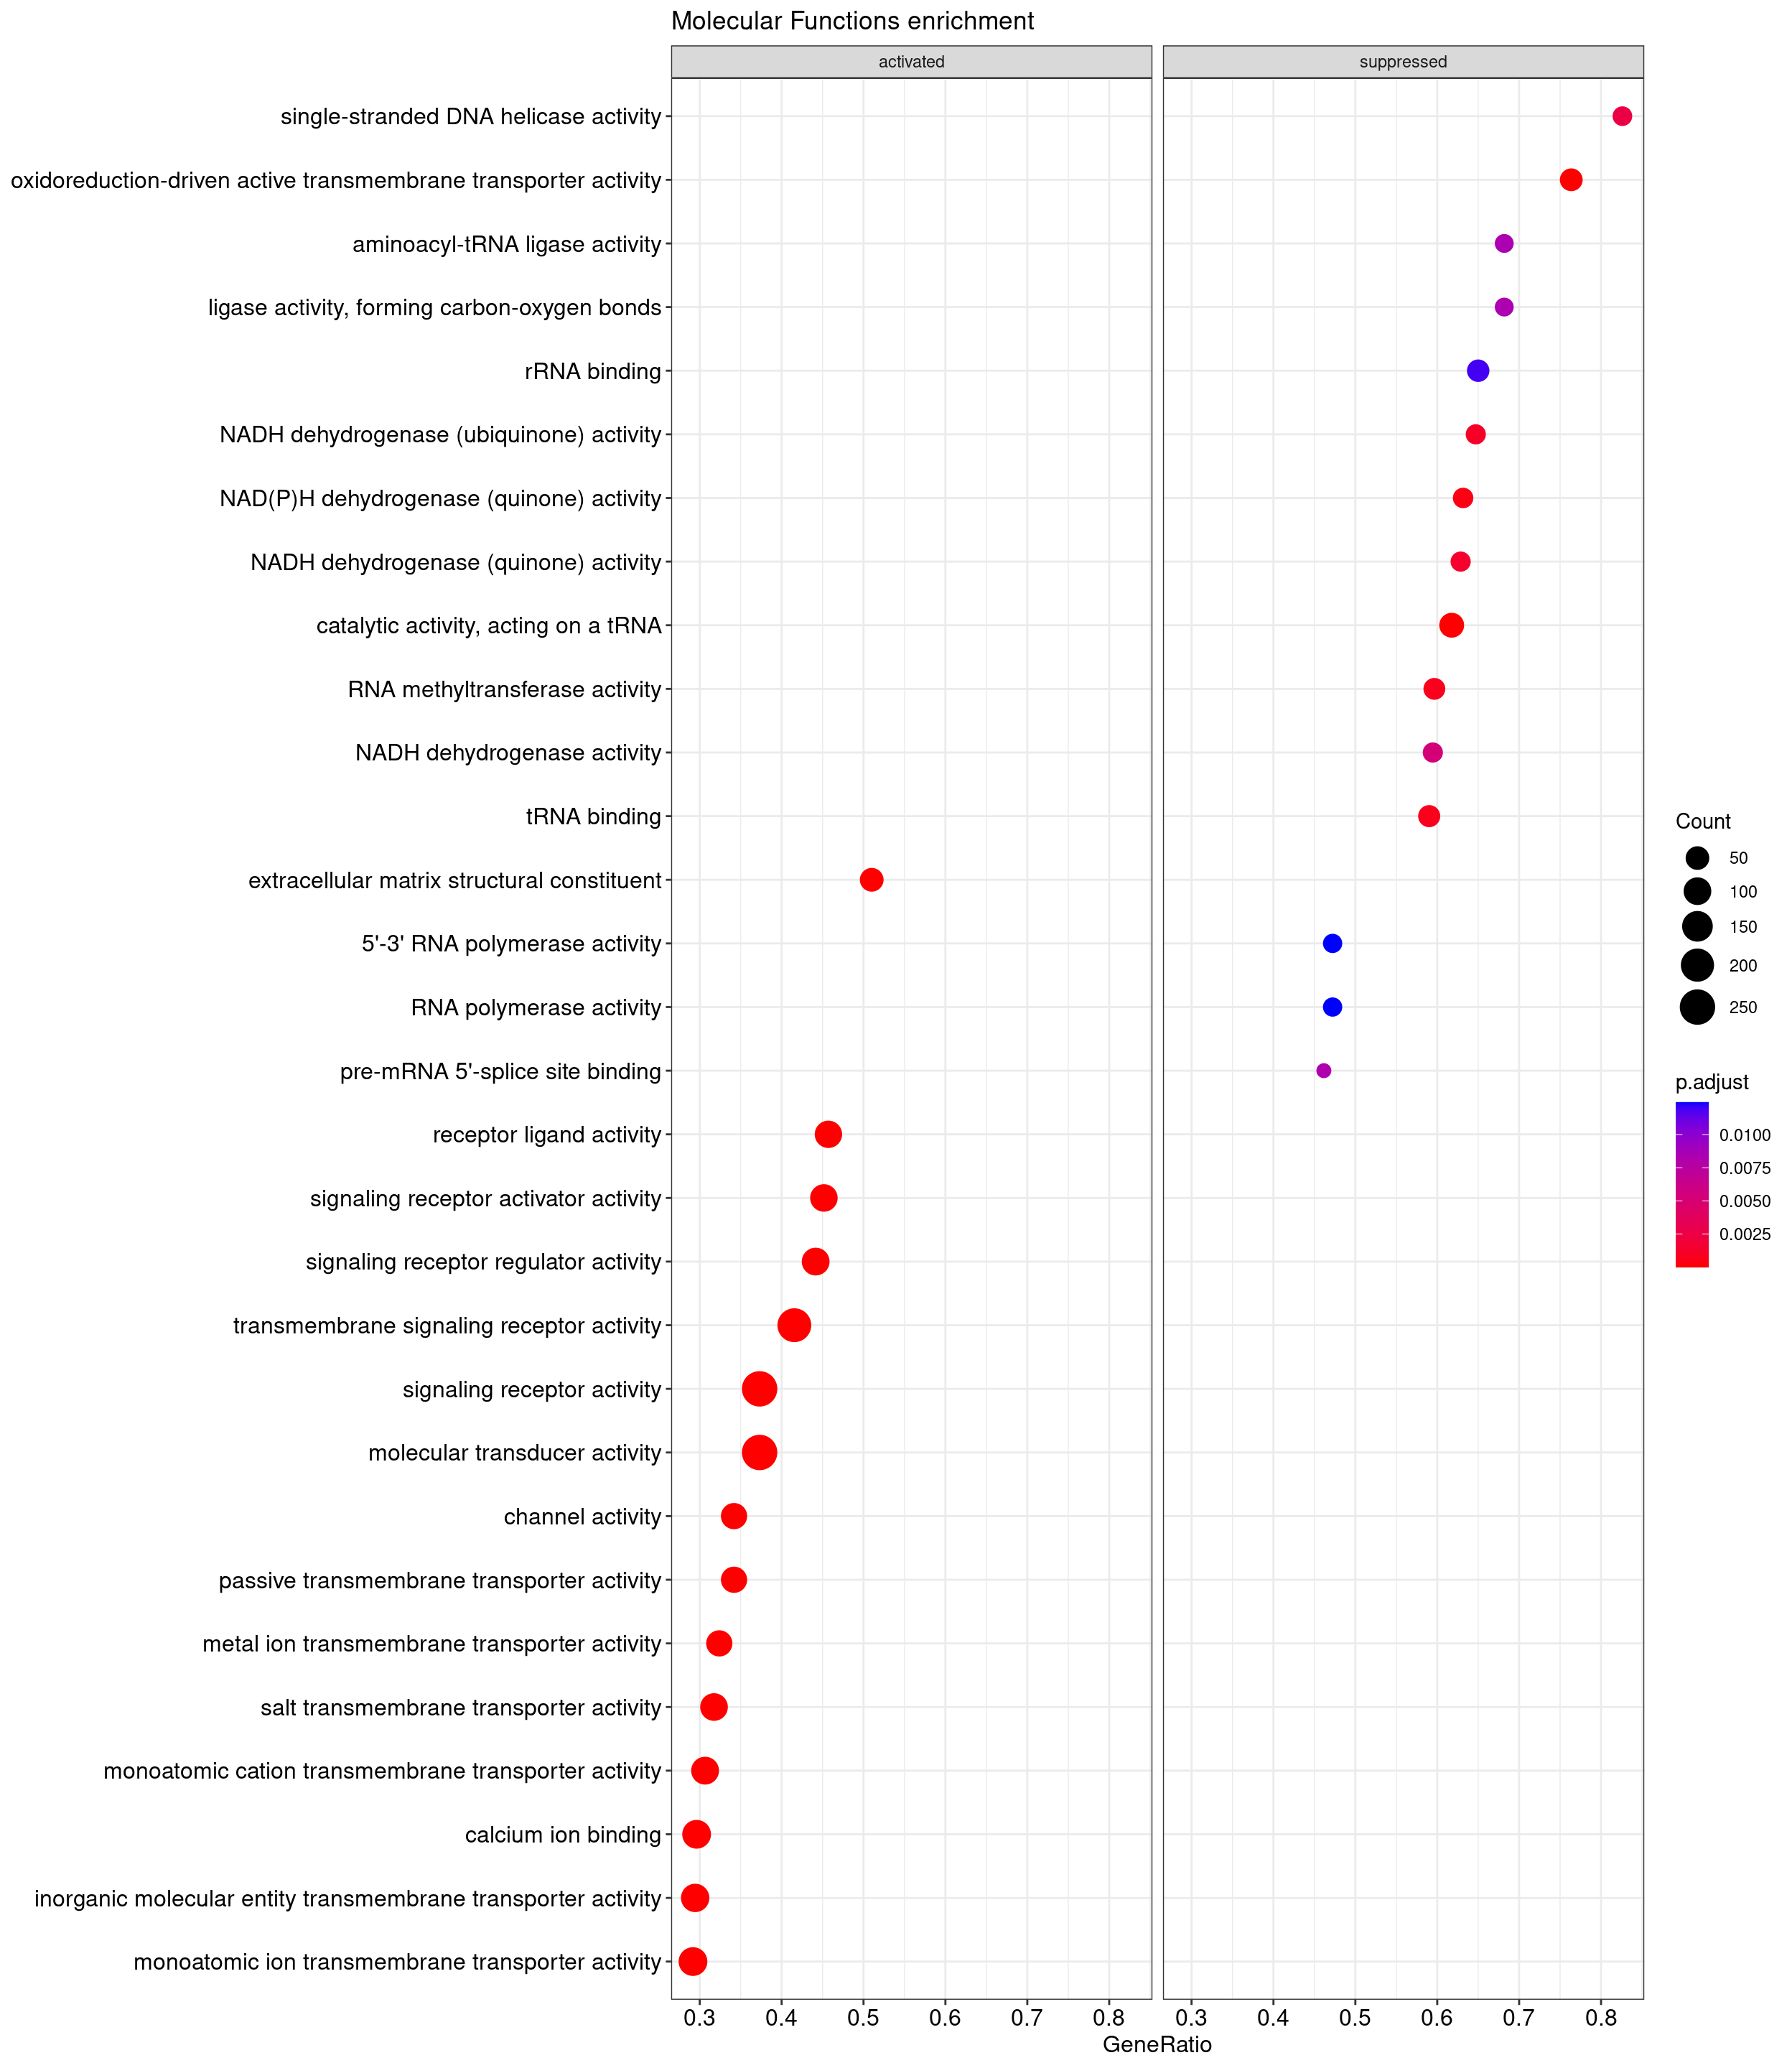 Molecular Functions enrichment
activated
suppressed
single-stranded DNA helicase activity
oxidoreduction-driven active transmembrane transporter activity
aminoacyl-tRNA ligase activity
ligase activity, forming carbon-oxygen bonds
rRNA binding
NADH dehydrogenase (ubiquinone) activity
NAD(P)H dehydrogenase (quinone) activity
NADH dehydrogenase (quinone) activity
catalytic activity, acting on a tRNA
RNA methyltransferase activity
NADH dehydrogenase activity
tRNA binding
extracellular matrix structural constituent
5'-3' RNA polymerase activity
RNA polymerase activity
pre-mRNA 5'-splice site binding
receptor ligand activity
signaling receptor activator activity
signaling receptor regulator activity
transmembrane signaling receptor activity
signaling receptor activity
molecular transducer activity
channel activity
passive transmembrane transporter activity
metal ion transmembrane transporter activity
salt transmembrane transporter activity
monoatomic cation transmembrane transporter activity
calcium ion binding
inorganic molecular entity transmembrane transporter activity
monoatomic ion transmembrane transporter activity
0.3 0.4 0.5 0.6 0.7 0.8
0.3 0.4 0.5 0.6 0.7 0.8
GeneRatio
Count
50
100
150
200
250
p.adjust
0.0100
0.0075
0.0050
0.0025